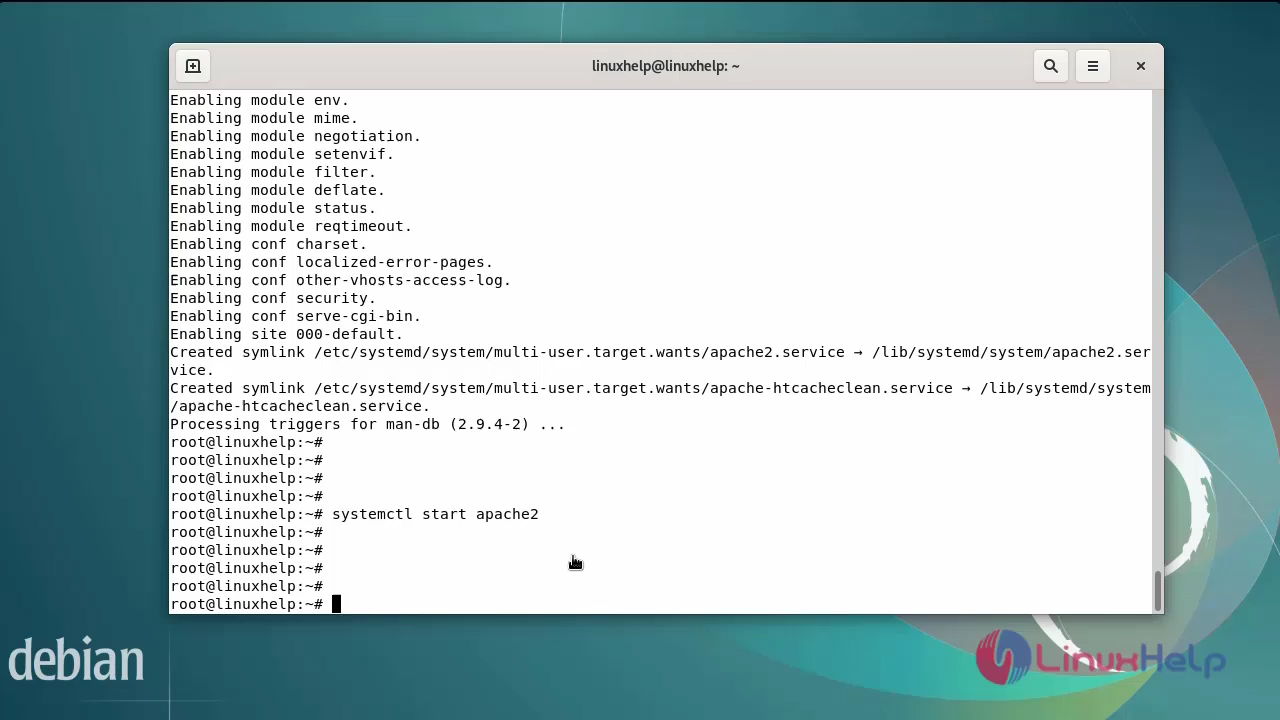 linuxhelp@linuxhelp: ~
Enabling module env.
Enabling module mime.
Enabling module negotiation.
Enabling module setenvif.
Enabling module filter.
Enabling module deflate.
Enabling module status.
Enabling module reqtimeout.
Enabling conf charset.
Enabling conf localized-error-pages.
Enabling conf other-vhosts-access-log.
Enabling conf security.
Enabling conf serve-cgi-bin.
Enabling site 000-default.
Created symlink /etc/systemd/system/multi-user.target.wants/apache2.service → /lib/systemd/system/apache2.ser
vice.
Created symlink /etc/systemd/system/multi-user.target.wants/apache-htcacheclean.service → /lib/systemd/system
/apache-htcacheclean.service.
Processing triggers for man-db (2.9.4-2) ...
root@linuxhelp:~#
root@linuxhelp:~#
root@linuxhelp:~#
root@linuxhelp:~#
root@linuxhelp:~# systemctl start apache2
root@linuxhelp:~#
root@linuxhelp:~#
root@linuxhelp:~#
root@linuxhelp:~#
root@linuxhelp:~#
debian
LinuxHelp